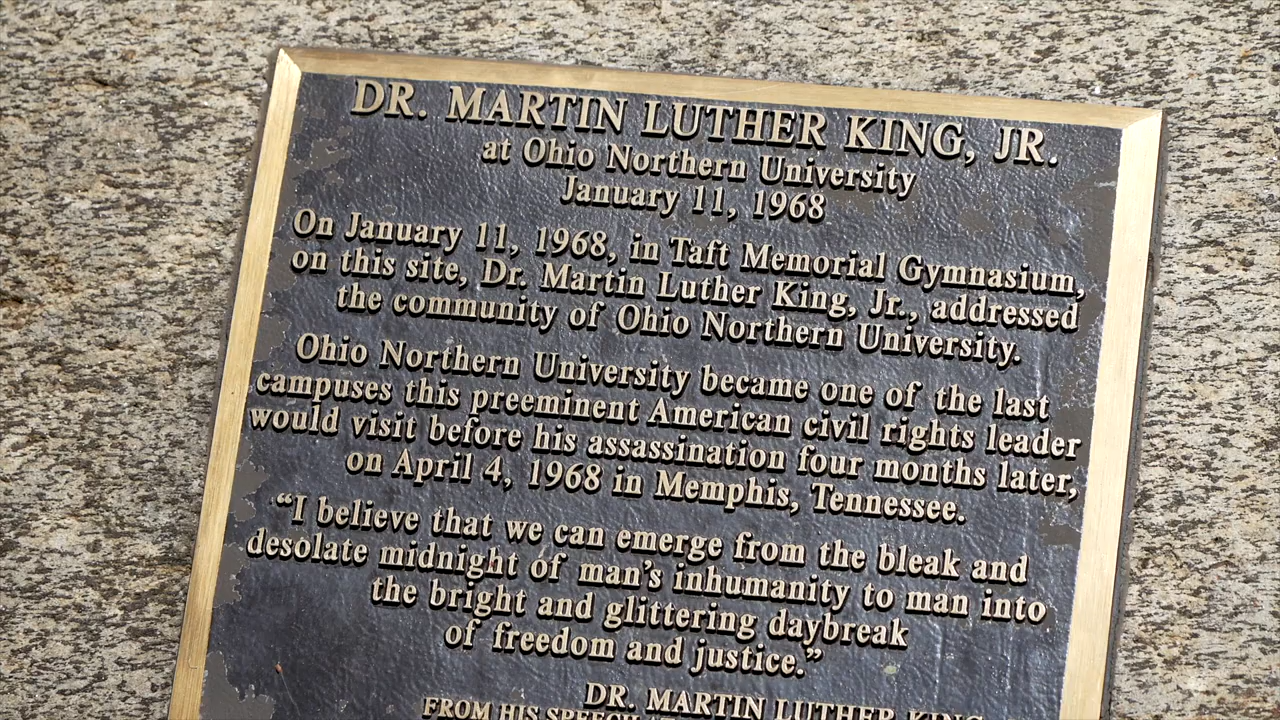 DR. MARTIN LUTHER KING, JR.
at Ohio Northern University
January 11, 1968
On January 11, 1968, in Taft Memorial Gymnasium,
on this site, Dr. Martin Luther King, Jr., addressed
the community of Ohio Northern University.
Ohio Northern University became one of the last
campuses this preeminent American civil rights leader
would visit before his assassination four months later,
on April 4, 1968 in Memphis, Tennessee.
“I believe that we can emerge from the bleak and
desolate midnight of man’s inhumanity to man into
the bright and glittering daybreak
of freedom and justice.”
DR. MARTIN LUTHER KING
FROM HIS SPEECH AT